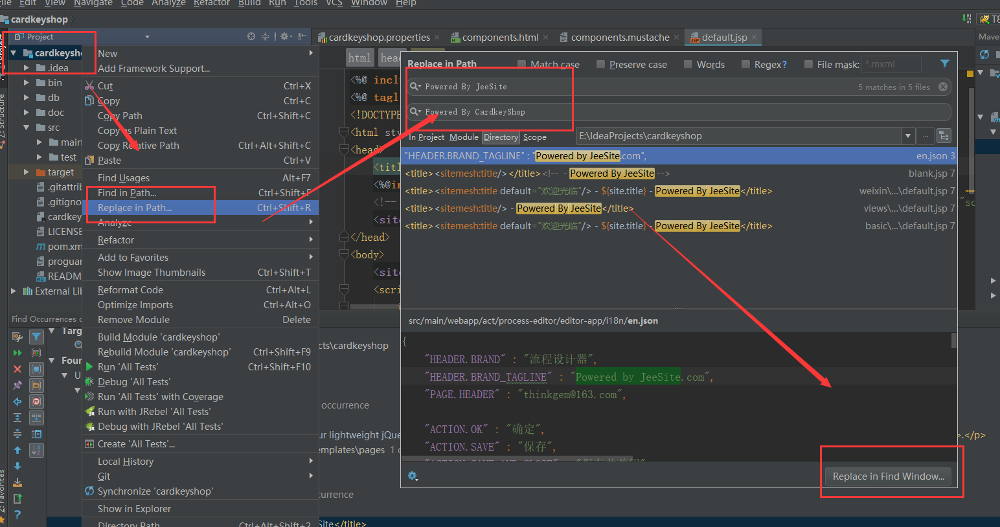 File Edit View Navigate Code Analyze Refactor Build Run Tools VCS Window Help
cardkeyshop
Project
cardkeysho
.idea
bin
db
doc
src
main
test
target
.gitattrib
.gitigno
cardkey
LICENSE
pom.xm
proguar
READM
External Lib
New
Add Framework Support...
Cut Ctrl+X
Copy Ctrl+C
Copy Path Ctrl+Shift+C
Copy as Plain Text
Copy Relative Path Ctrl+Alt+Shift+C
Paste Ctrl+V
Find Usages Alt+F7
Find in Path... Ctrl+Shift+F
Replace in Path... Ctrl+Shift+R
Analyze
Refactor
Add to Favorites
Show Image Thumbnails Ctrl+Shift+T
Reformat Code Ctrl+Alt+L
Optimize Imports Ctrl+Alt+O
Remove Module Delete
Build Module 'cardkeyshop'
Rebuild Module 'cardkeyshop' Ctrl+Shift+F9
Run 'All Tests' Ctrl+Shift+F10
Debug 'All Tests'
Run 'All Tests' with Coverage
Run with JRebel 'All Tests'
Debug with JRebel 'All Tests'
Create 'All Tests'...
Local History
Git
Synchronize 'cardkeyshop'
Show in Explorer
Directory Path Ctrl+Alt+Shift+2
cardkeyshop.properties components.html components.mustache default.jsp
Mave
html head
<%@ inclu
<%@ tagl
<!DOCTYPE
<html sty
<head>
<titl
<%@in
<!--
<site
</head>
<body>
<site
<scri
Replace in Path Match case Preserve case Words Regex? File mask: *.mxml
Powered By JeeSite 5 matches in 5 files
Powered By CardkeyShop
In Project Module Directory Scope E:\IdeaProjects\cardkeyshop ...
"HEADER.BRAND_TAGLINE" : "Powered by JeeSite.com", en.json 3
<title><sitemesh:title/></title><!-- - Powered By JeeSite --> blank.jsp 7
<title><sitemesh:title default="欢迎光临"/> - ${site.title} - Powered By JeeSite</title> weixin\...\default.jsp 7
<title><sitemesh:title/> - Powered By JeeSite</title> views\...\default.jsp 7
<title><sitemesh:title default="欢迎光临"/> - ${site.title} - Powered By JeeSite</title> basic\...\default.jsp 7
src/main/webapp/act/process-editor/editor-app/i18n/en.json
{
"HEADER.BRAND" : "流程设计器",
"HEADER.BRAND_TAGLINE" : "Powered by JeeSite.com",
"PAGE.HEADER" : "thinkgem@163.com",
"ACTION.OK" : "确定",
"ACTION.SAVE" : "保存",
Replace in Find Window...
Find Occurrences o
Targ
Foun
U
cts\cardkeyshop
occurrence
ur lightweight jQue
.</p>
emplates\pages 1 o
currence
Site</title>
Structure
2: Favorites